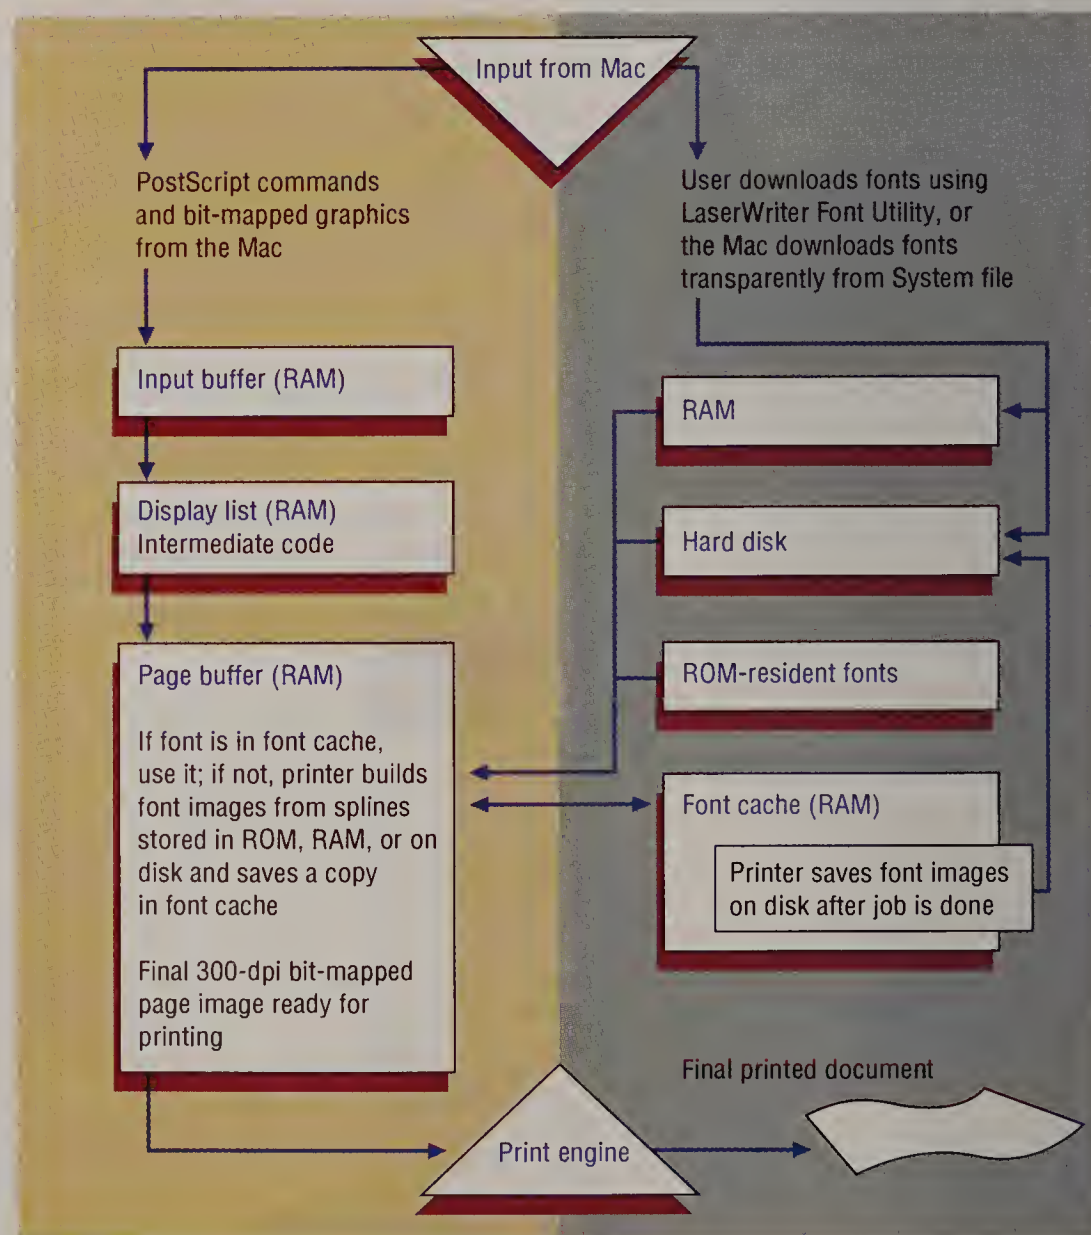 Input from Mac
PostScript commands
and bit-mapped graphics
from the Mac
User downloads fonts using
LaserWriter Font Utility, or
the Mac downloads fonts
transparently from System file
Input buffer (RAM)
Display list (RAM)
Intermediate code
Page buffer (RAM)
If font is in font cache,
use it; if not, printer builds
font images from splines
stored in ROM, RAM, or on
disk and saves a copy
in font cache
Final 300-dpi bit-mapped
page image ready for
printing
RAM
Hard disk
ROM-resident fonts
Font cache (RAM)
Printer saves font images
on disk after job is done
Print engine
Final printed document